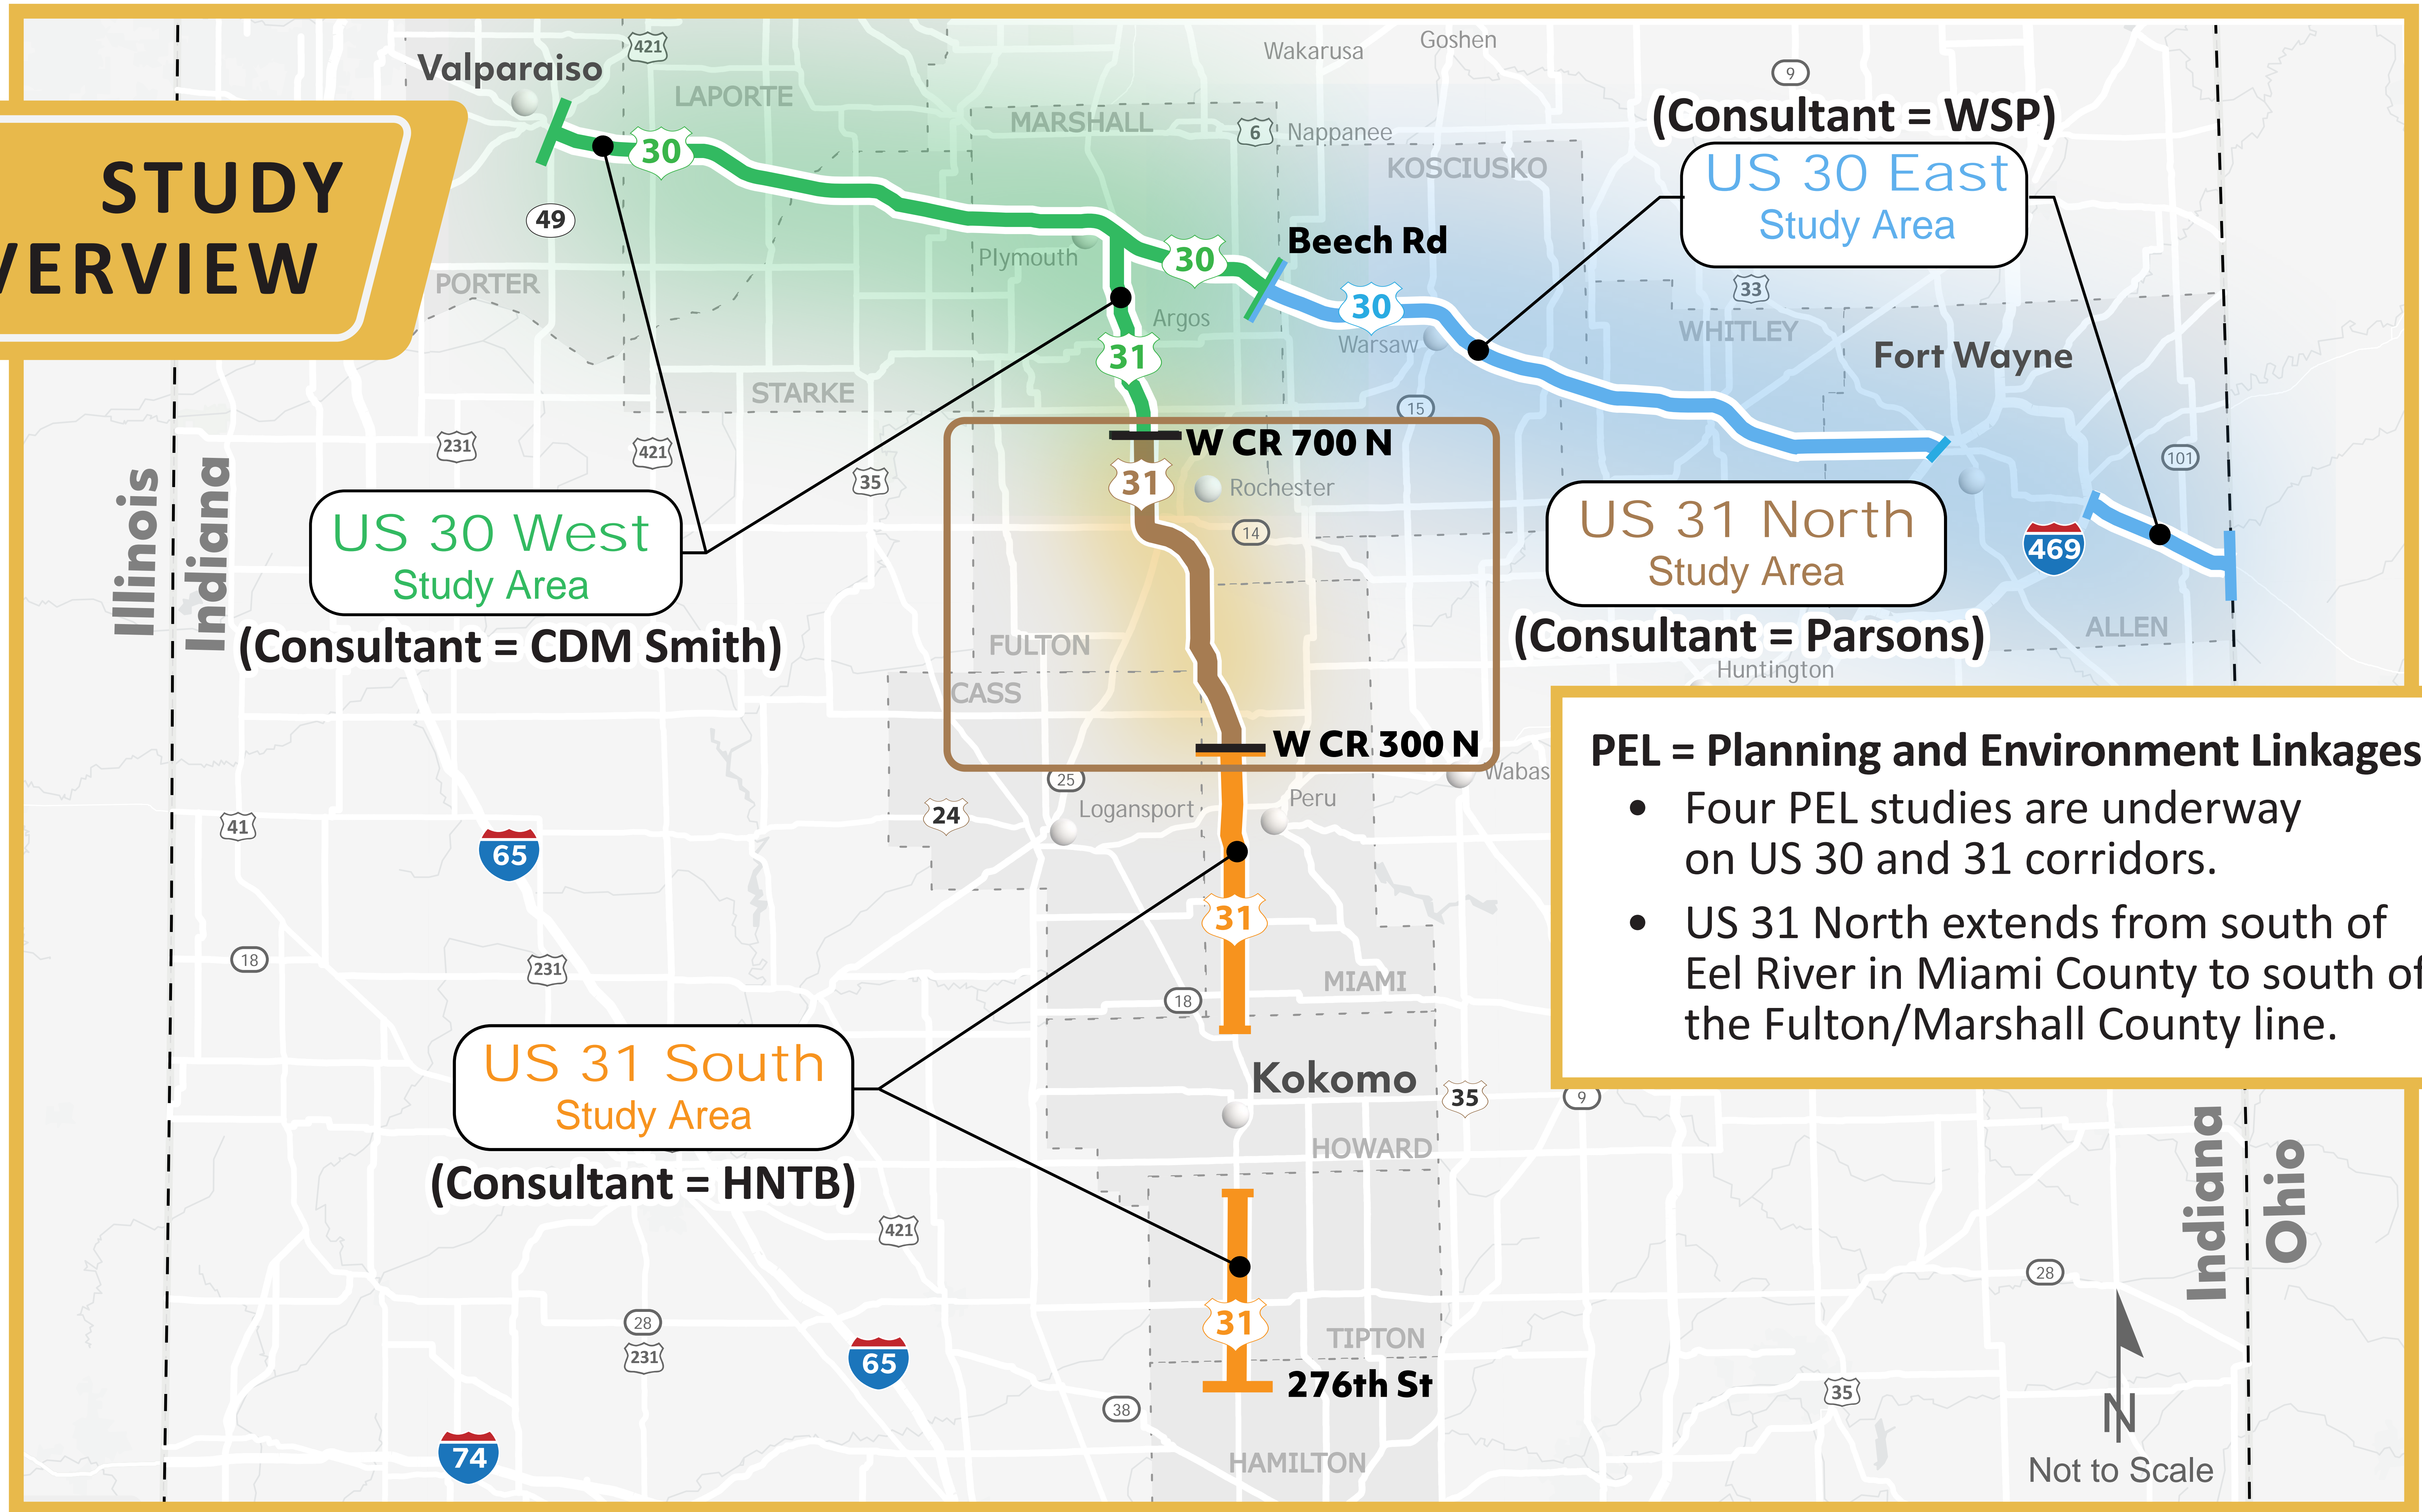 STUDY
VERVIEW
Valparaiso
421
LAPORTE
Wakarusa
Goshen
9
MARSHALL
6
Nappanee
KOSCIUSKO
(Consultant = WSP)
US 30 East
Study Area
30
49
PORTER
Plymouth
30
Beech Rd
30
33
WHITLEY
Argos
Warsaw
Fort Wayne
31
STARKE
15
231
421
35
W CR 700 N
31
Rochester
14
101
469
Illinois
Indiana
US 30 West
Study Area
(Consultant = CDM Smith)
US 31 North
Study Area
(Consultant = Parsons)
FULTON
CASS
ALLEN
Huntington
W CR 300 N
25
24
Logansport
Peru
Wabas
41
65
PEL = Planning and Environment Linkages
• Four PEL studies are underway
on US 30 and 31 corridors.
• US 31 North extends from south of
Eel River in Miami County to south of
the Fulton/Marshall County line.
31
18
231
18
MIAMI
US 31 South
Study Area
(Consultant = HNTB)
Kokomo
35
9
HOWARD
421
Indiana
Ohio
28
28
231
65
31
TIPTON
276th St
38
35
74
HAMILTON
N
Not to Scale